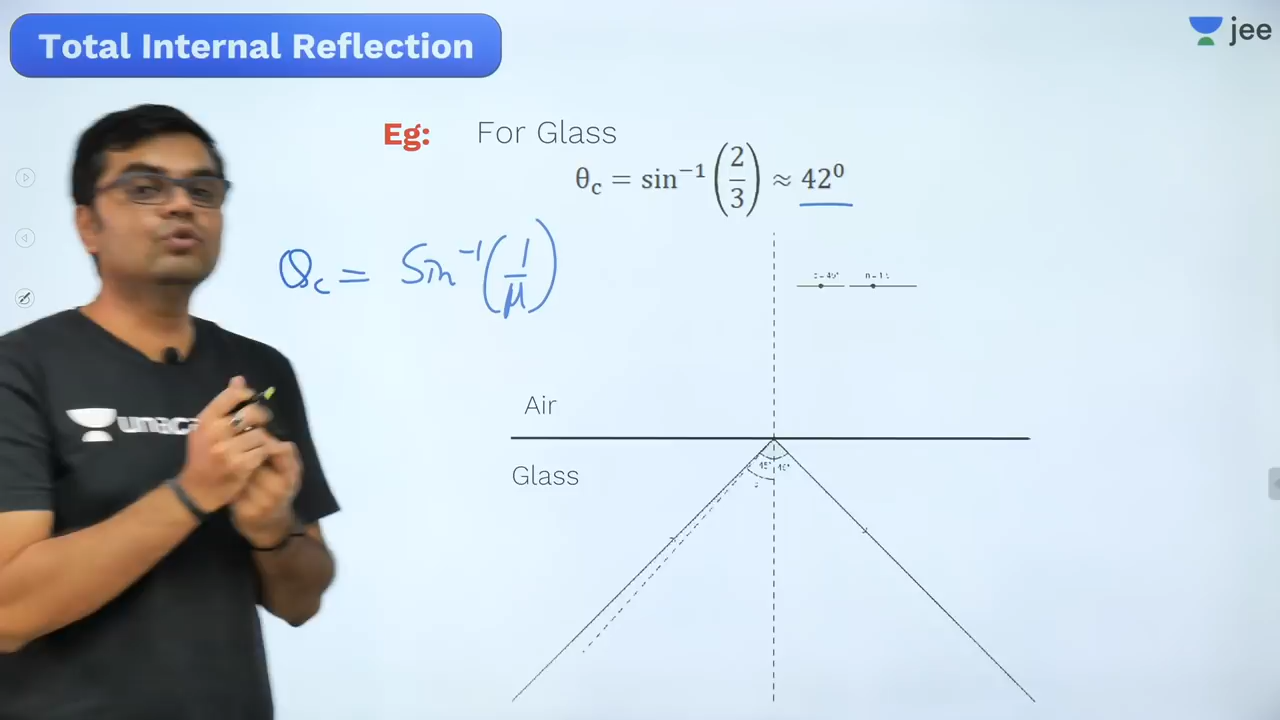 Total Internal Reflection
jee
Eg: For Glass
θc = sin⁻¹(2/3) ≈ 42⁰
θc = Sin⁻¹(1/μ)
Air
Glass
unaca